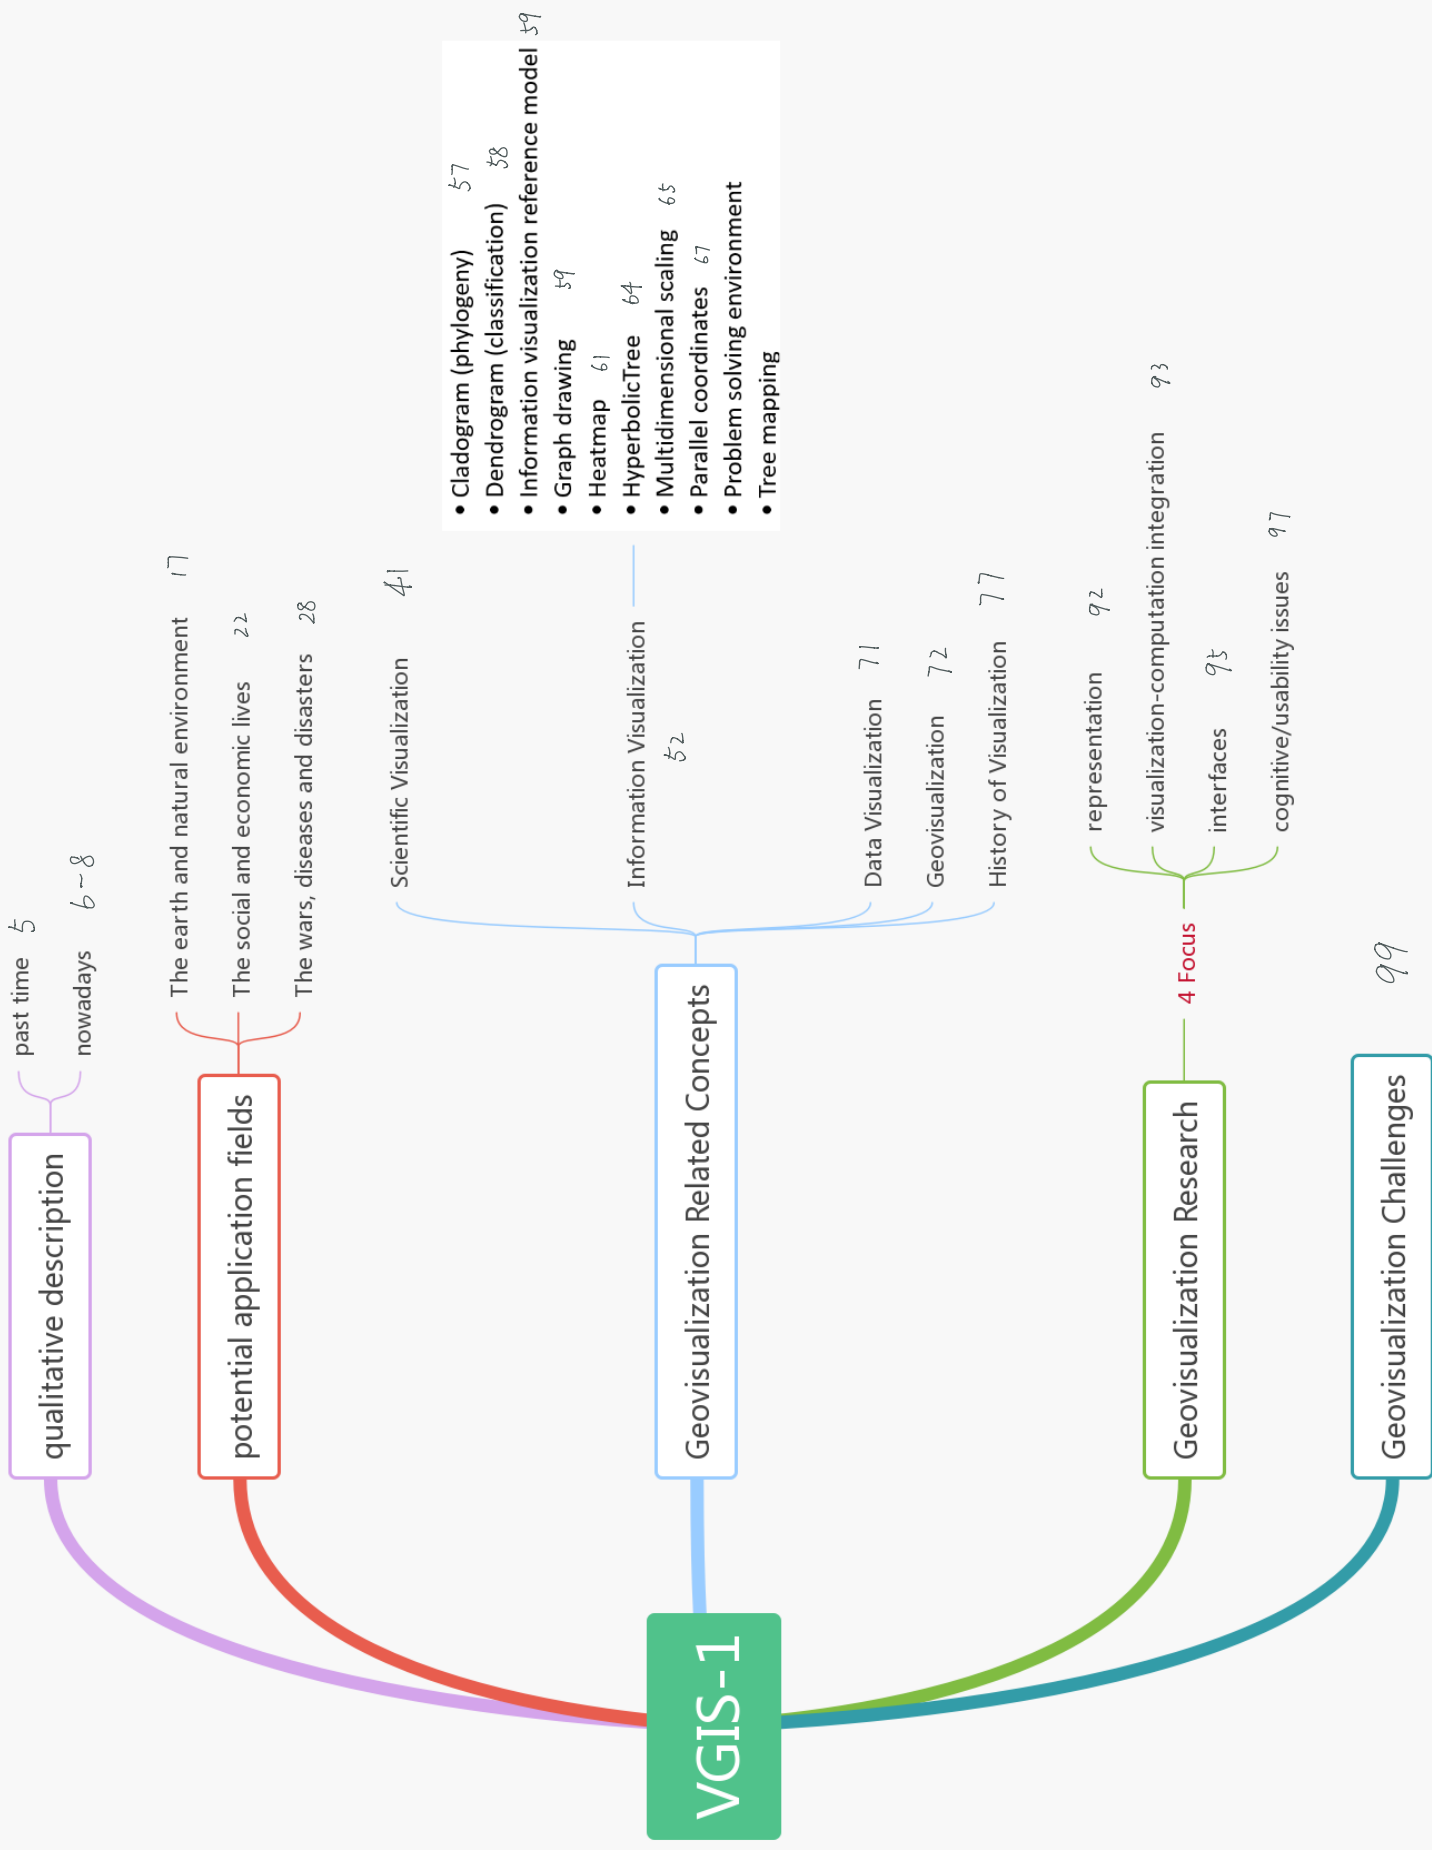 VGIS-1
qualitative description
past time 5
nowadays 6~8
potential application fields
The earth and natural environment 17
The social and economic lives 22
The wars, diseases and disasters 28
Geovisualization Related Concepts
Scientific Visualization 41
Information Visualization
52
• Cladogram (phylogeny) 57
• Dendrogram (classification) 58
• Information visualization reference model 59
• Graph drawing 59
• Heatmap 61
• HyperbolicTree 64
• Multidimensional scaling 65
• Parallel coordinates 67
• Problem solving environment
• Tree mapping
Data Visualization 71
Geovisualization 72
History of Visualization 77
Geovisualization Research
4 Focus
representation 92
visualization-computation integration 93
interfaces 95
cognitive/usability issues 97
Geovisualization Challenges 99